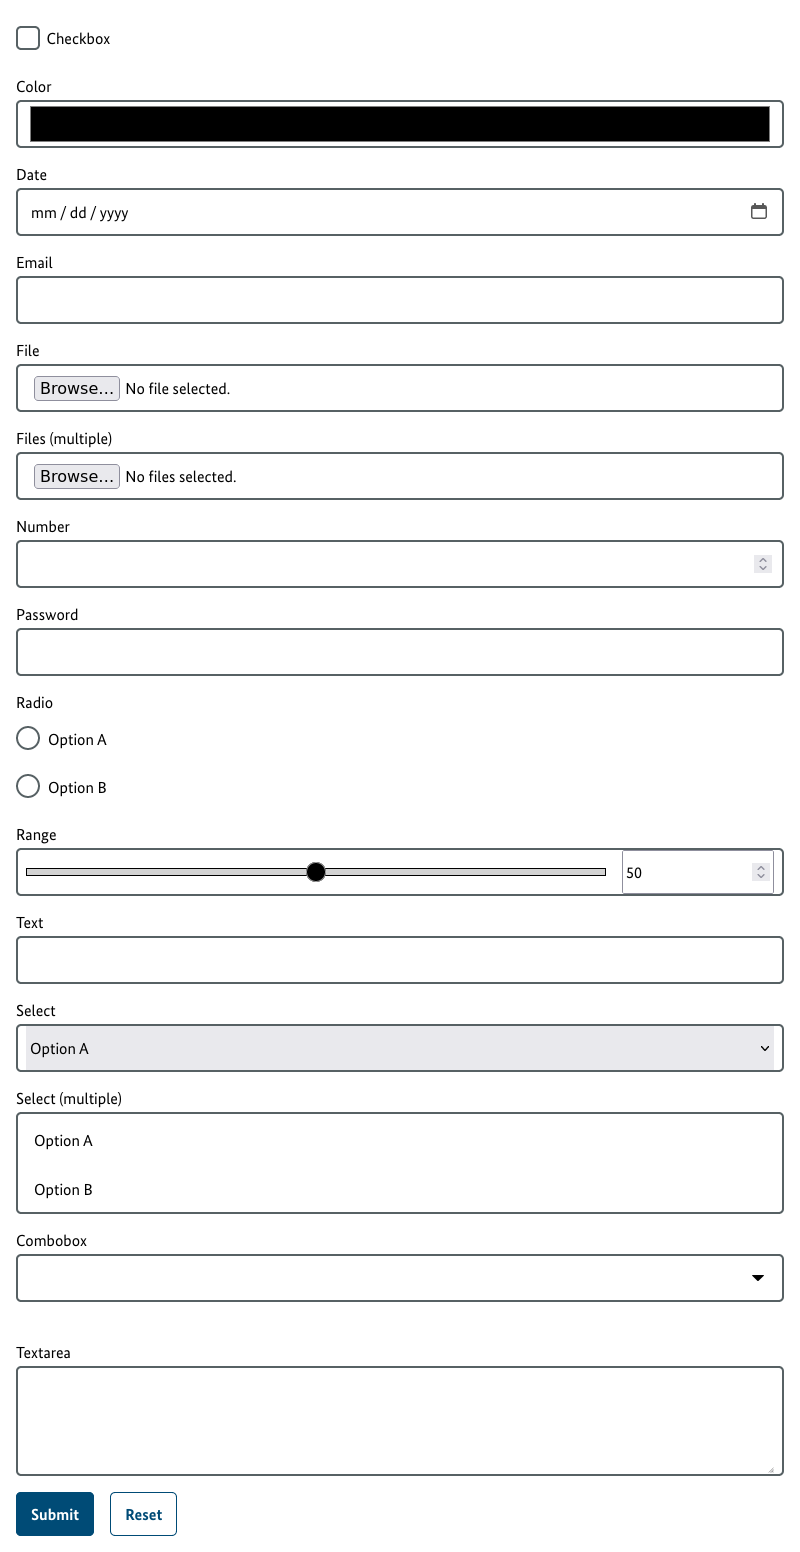 Checkbox
Color
Date
mm / dd / yyyy
Email
File
Browse... No file selected.
Files (multiple)
Browse... No files selected.
Number
Password
Radio
Option A
Option B
Range
50
Text
Select
Option A
Select (multiple)
Option A
Option B
Combobox
Textarea
Submit Reset